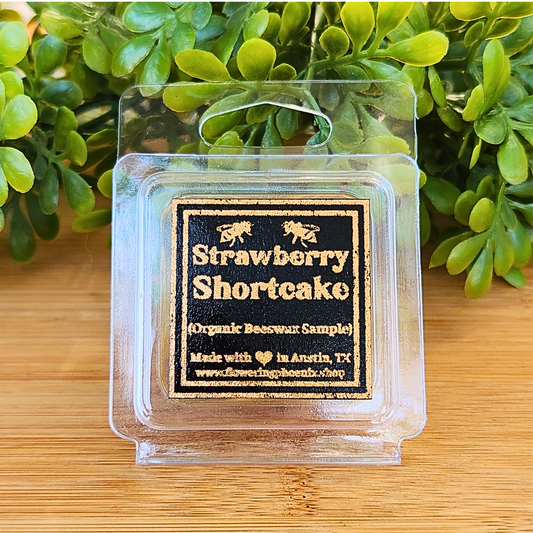 Strawberry
Shortcake
(Organic Beeswax Sample)
Made with ♥ in Austin, TX
www.floweringphoenix.shop